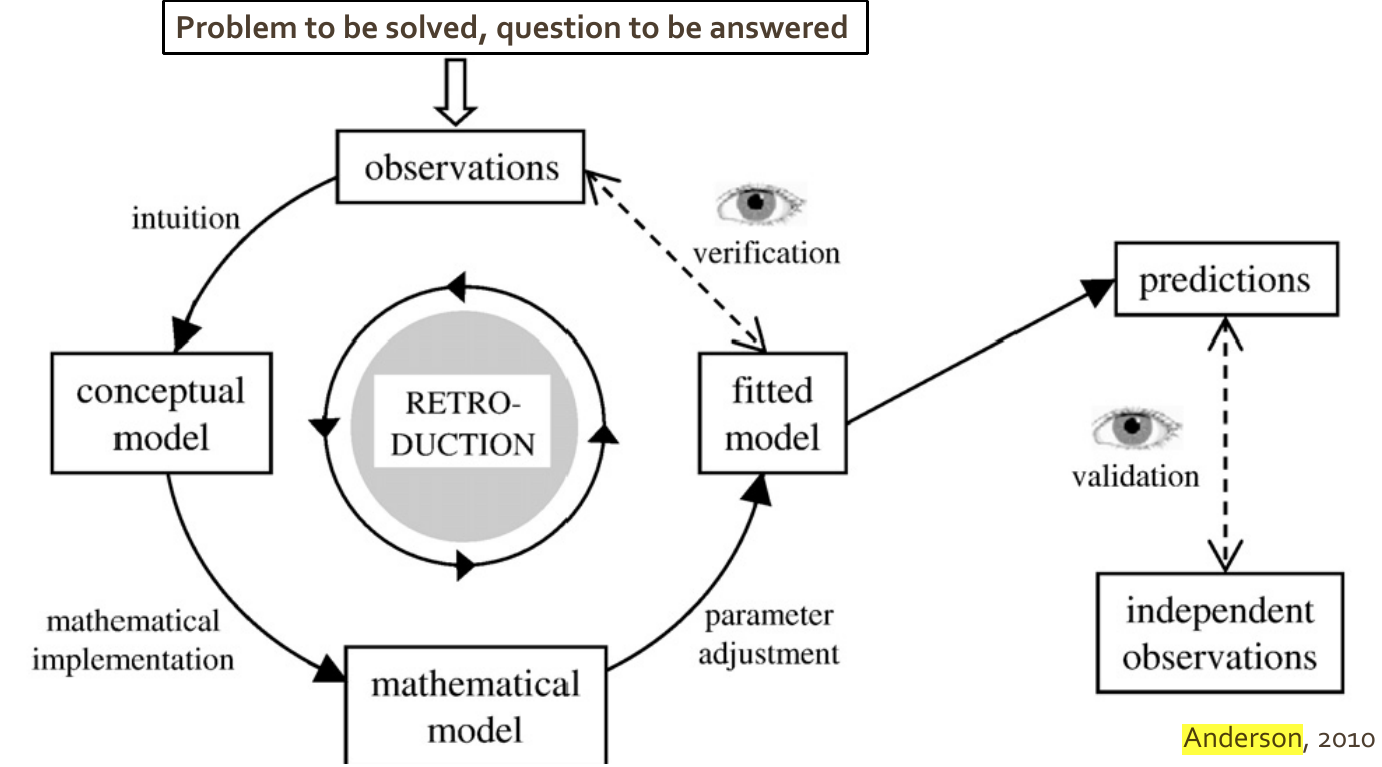 Problem to be solved, question to be answered
observations
intuition
verification
predictions
conceptual
model
RETRO-
DUCTION
fitted
model
validation
mathematical
implementation
parameter
adjustment
independent
observations
mathematical
model
Anderson, 2010